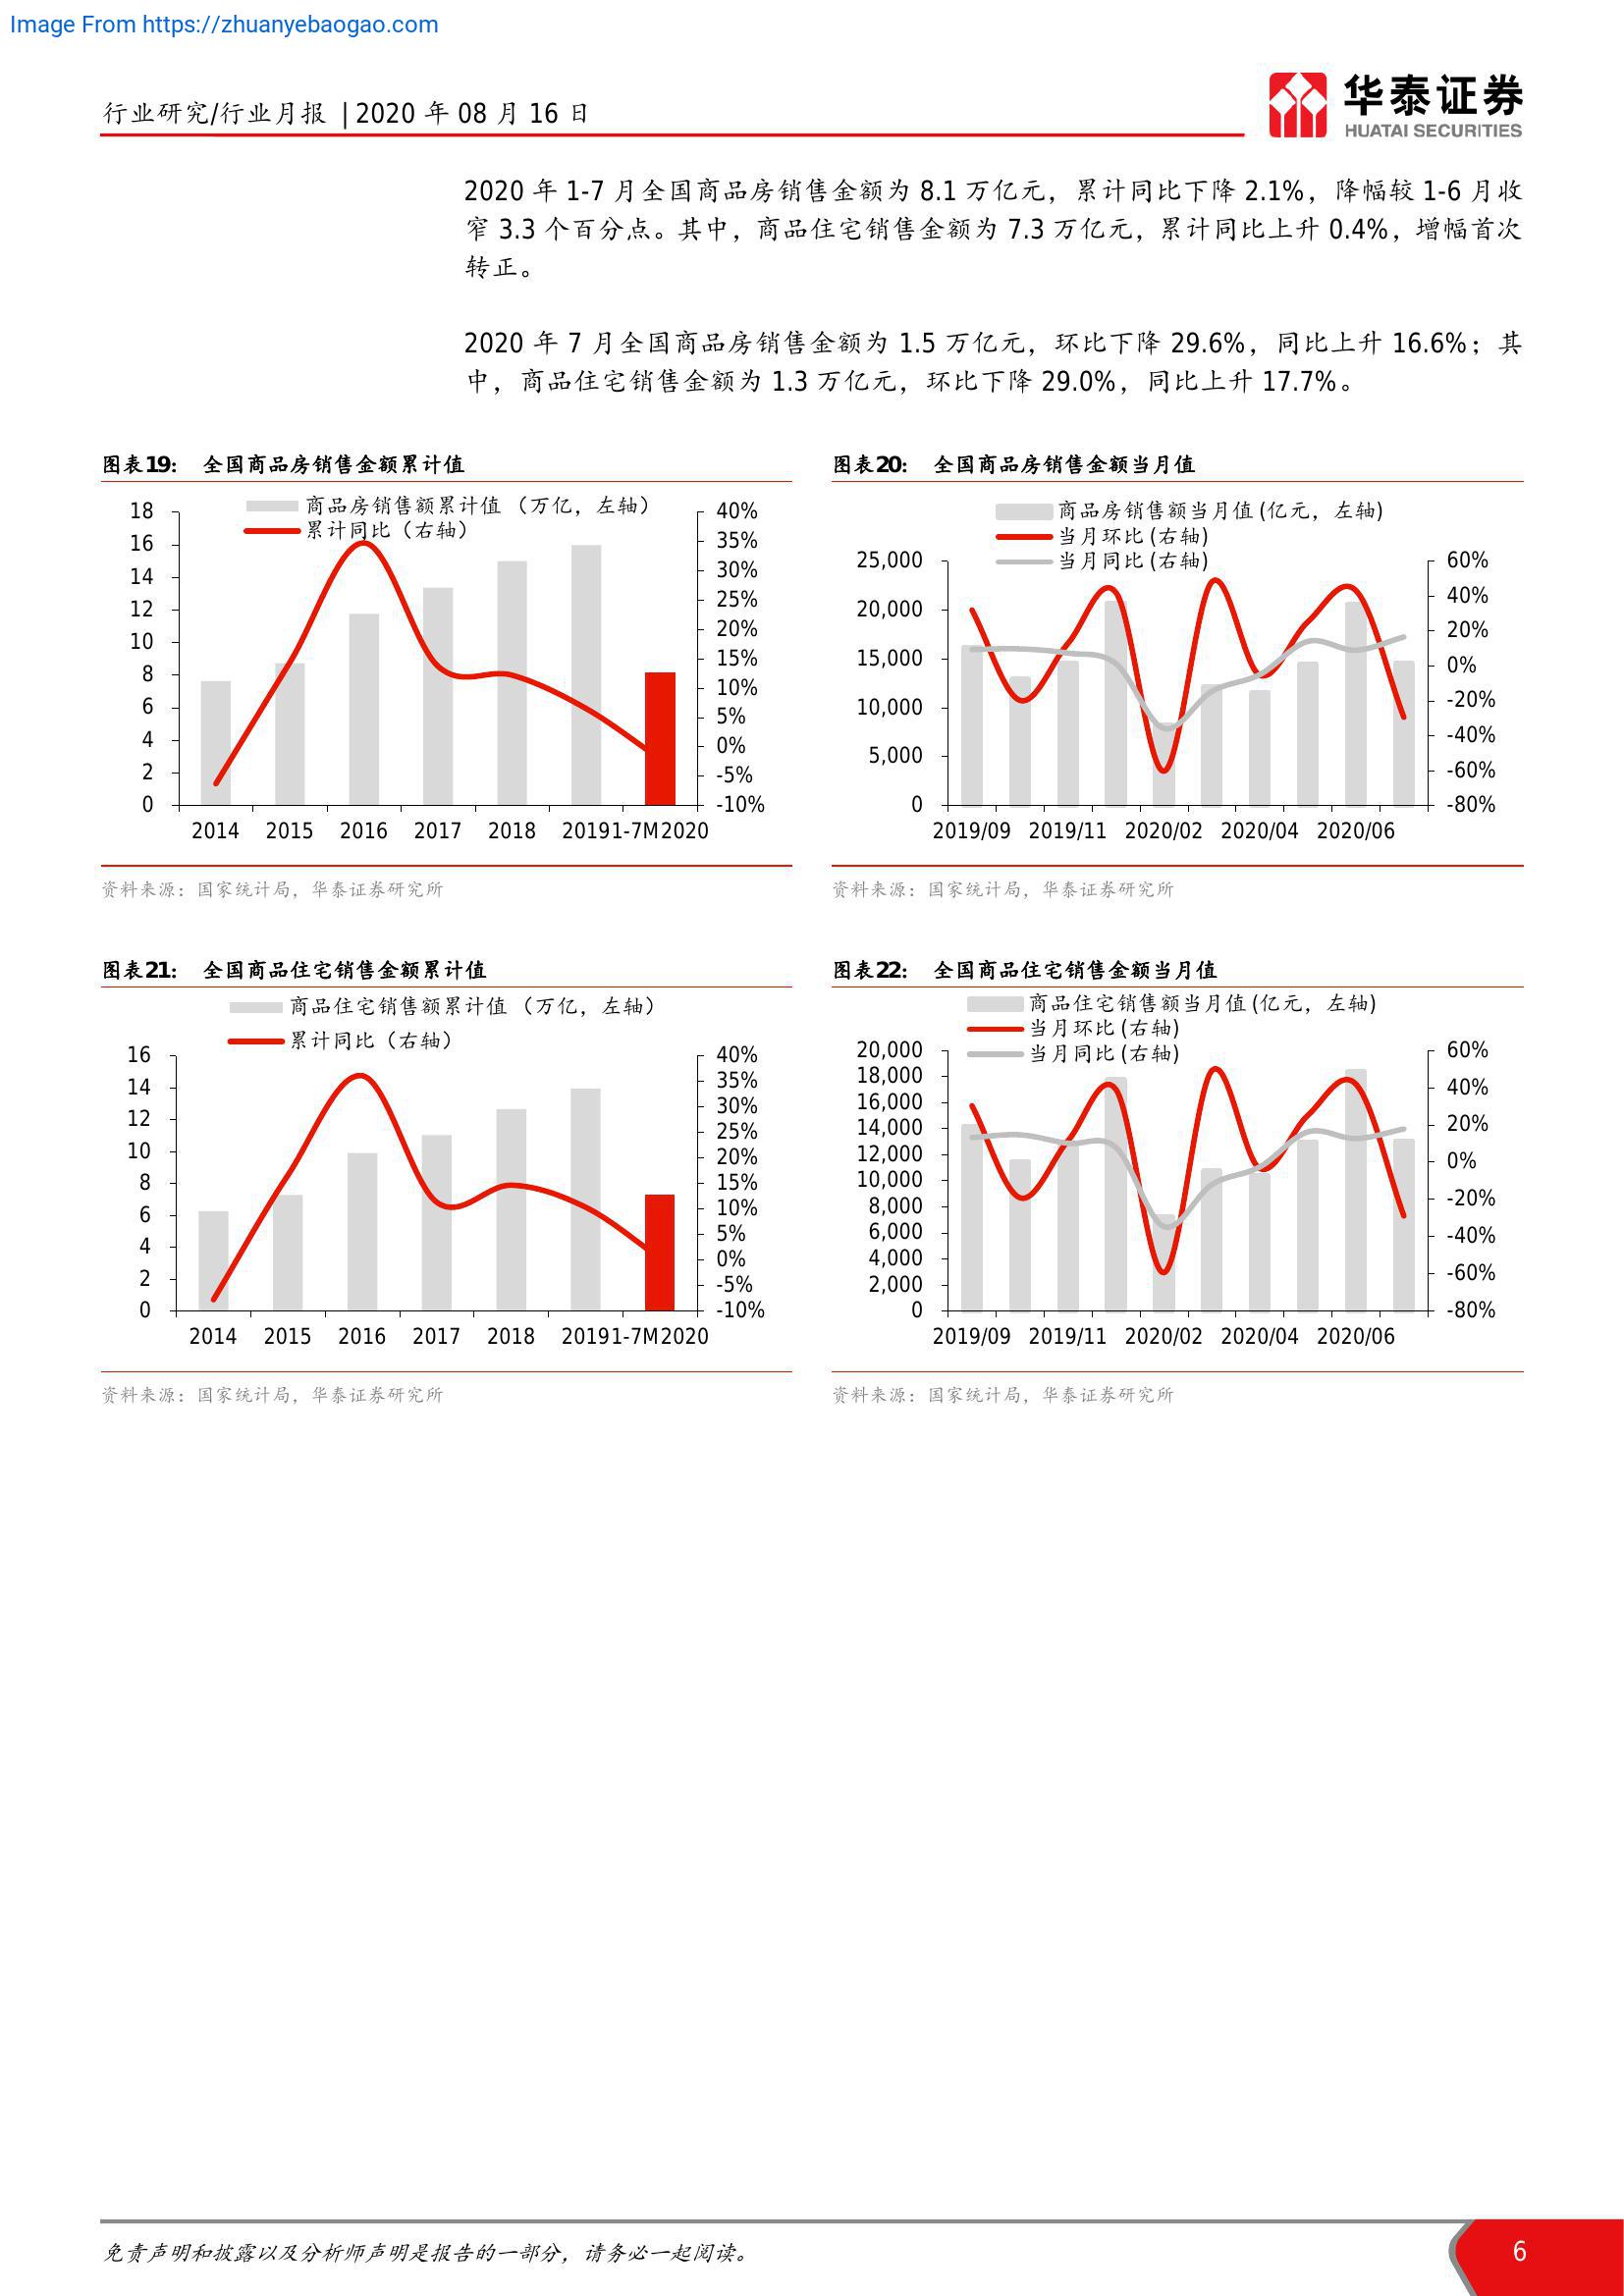 Image From https://zhuanyebaogao.com
行业研究/行业月报 | 2020 年 08 月 16 日
华泰证券
HUATAI SECURITIES
2020 年 1-7 月全国商品房销售金额为 8.1 万亿元，累计同比下降 2.1%，降幅较 1-6 月收
窄 3.3 个百分点。其中，商品住宅销售金额为 7.3 万亿元，累计同比上升 0.4%，增幅首次
转正。
2020 年 7 月全国商品房销售金额为 1.5 万亿元，环比下降 29.6%，同比上升 16.6%；其
中，商品住宅销售金额为 1.3 万亿元，环比下降 29.0%，同比上升 17.7%。
图表19： 全国商品房销售金额累计值
商品房销售额累计值（万亿，左轴）
累计同比（右轴）
18
16
14
12
10
8
6
4
2
0
40%
35%
30%
25%
20%
15%
10%
5%
0%
-5%
-10%
2014 2015 2016 2017 2018 2019 1-7M2020
资料来源：国家统计局，华泰证券研究所
图表20： 全国商品房销售金额当月值
商品房销售额当月值(亿元，左轴)
当月环比(右轴)
当月同比(右轴)
25,000
20,000
15,000
10,000
5,000
0
60%
40%
20%
0%
-20%
-40%
-60%
-80%
2019/09 2019/11 2020/02 2020/04 2020/06
资料来源：国家统计局，华泰证券研究所
图表21： 全国商品住宅销售金额累计值
商品住宅销售额累计值（万亿，左轴）
累计同比（右轴）
16
14
12
10
8
6
4
2
0
40%
35%
30%
25%
20%
15%
10%
5%
0%
-5%
-10%
2014 2015 2016 2017 2018 2019 1-7M2020
资料来源：国家统计局，华泰证券研究所
图表22： 全国商品住宅销售金额当月值
商品住宅销售额当月值(亿元，左轴)
当月环比(右轴)
当月同比(右轴)
20,000
18,000
16,000
14,000
12,000
10,000
8,000
6,000
4,000
2,000
0
60%
40%
20%
0%
-20%
-40%
-60%
-80%
2019/09 2019/11 2020/02 2020/04 2020/06
资料来源：国家统计局，华泰证券研究所
免责声明和披露以及分析师声明是报告的一部分，请务必一起阅读。
6